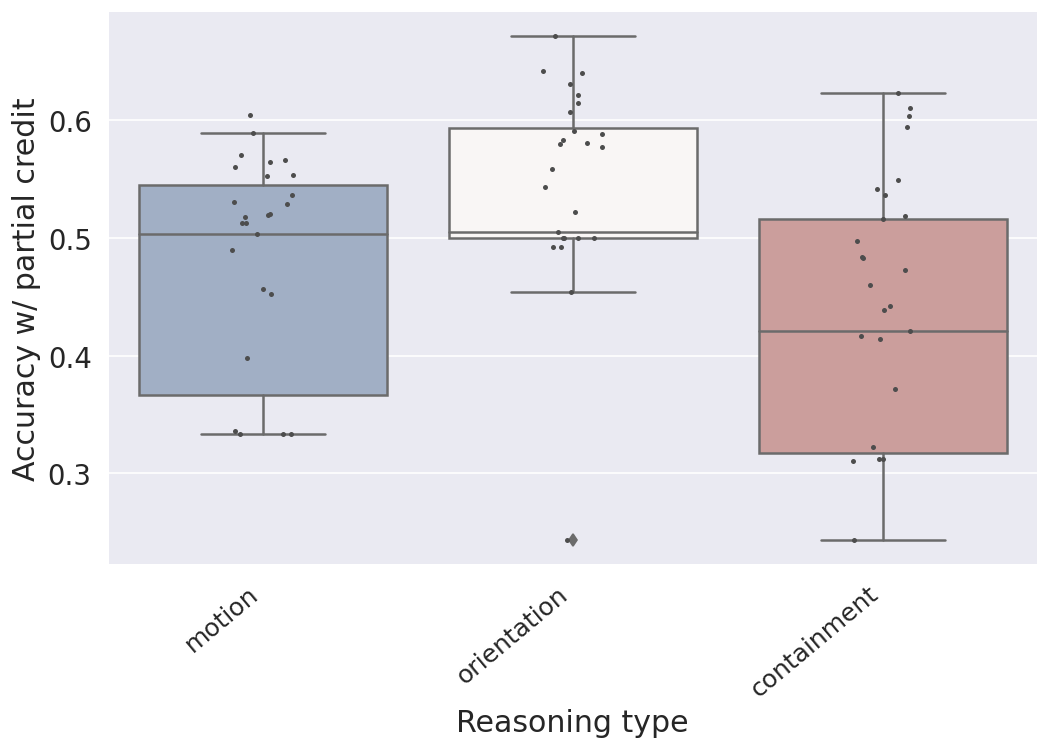 Accuracy w/ partial credit
0.6
0.5
0.4
0.3
motion
orientation
containment
Reasoning type